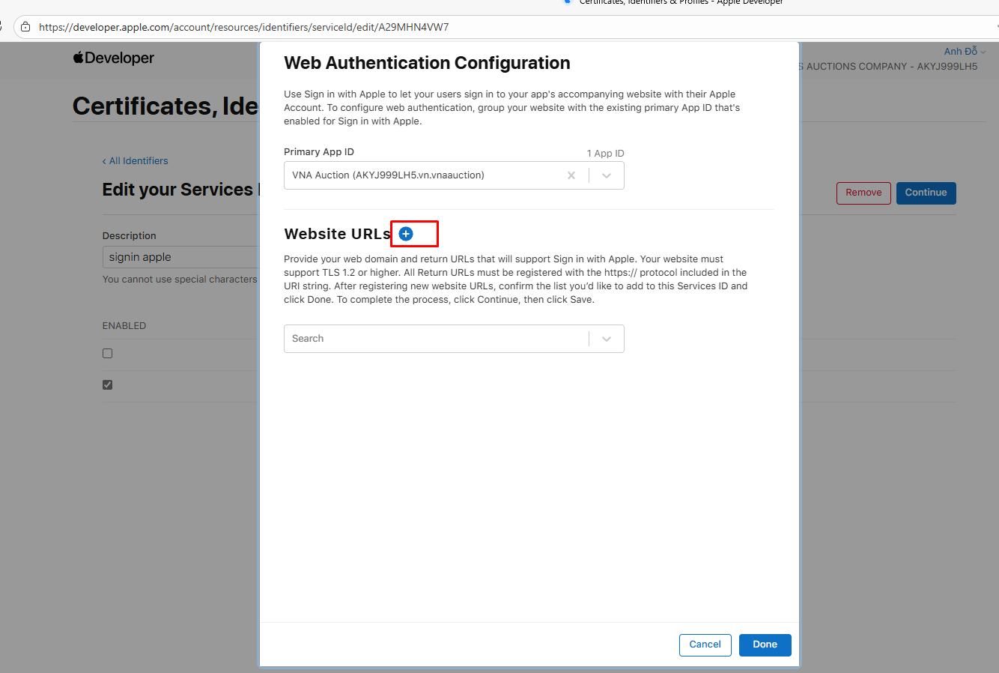 Certificates, Identifiers & Profiles - Apple Developer
https://developer.apple.com/account/resources/identifiers/serviceId/edit/A29MHN4VW7
Developer
Anh Đỗ
S AUCTIONS COMPANY - AKYJ999LH5
Certificates, Ide
‹ All Identifiers
Edit your Services
Remove
Continue
Description
signin apple
You cannot use special characters
ENABLED
Web Authentication Configuration
Use Sign in with Apple to let your users sign in to your app's accompanying website with their Apple
Account. To configure web authentication, group your website with the existing primary App ID that's
enabled for Sign in with Apple.
Primary App ID
1 App ID
VNA Auction (AKYJ999LH5.vn.vnaauction)
Website URLs
Provide your web domain and return URLs that will support Sign in with Apple. Your website must
support TLS 1.2 or higher. All Return URLs must be registered with the https:// protocol included in the
URI string. After registering new website URLs, confirm the list you’d like to add to this Services ID and
click Done. To complete the process, click Continue, then click Save.
Search
Cancel
Done